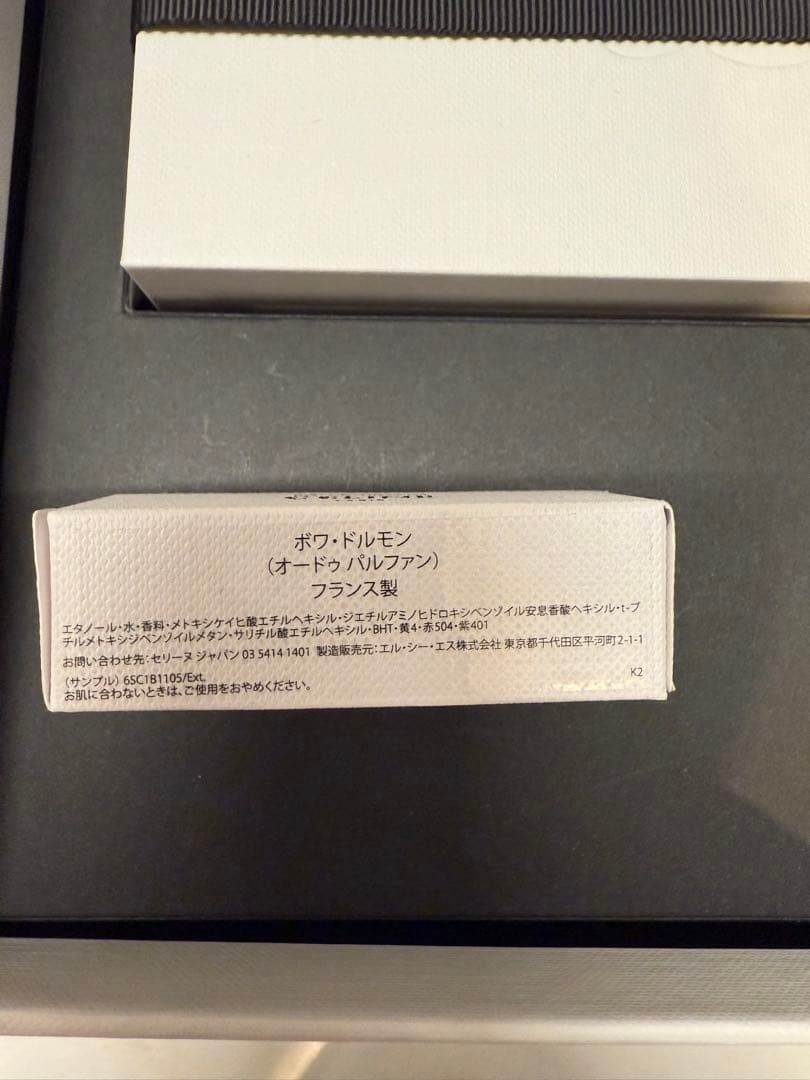 ボワ・ドルモン
（オードゥ パルファン）
フランス製
エタノール・水・香料・メトキシケイヒ酸エチルヘキシル・ジエチルアミノヒドロキシベンゾイル安息香酸ヘキシル・t-ブ
チルメトキシジベンゾイルメタン・サリチル酸エチルヘキシル・BHT・黄4・赤504・紫401
お問い合わせ先：セリーヌ ジャパン 03 5414 1401 製造販売元：エル・シー・エス株式会社 東京都千代田区平河町2-1-1
（サンプル） 6SC1B1105/Ext.
K2
お肌に合わないときは、ご使用をおやめください。